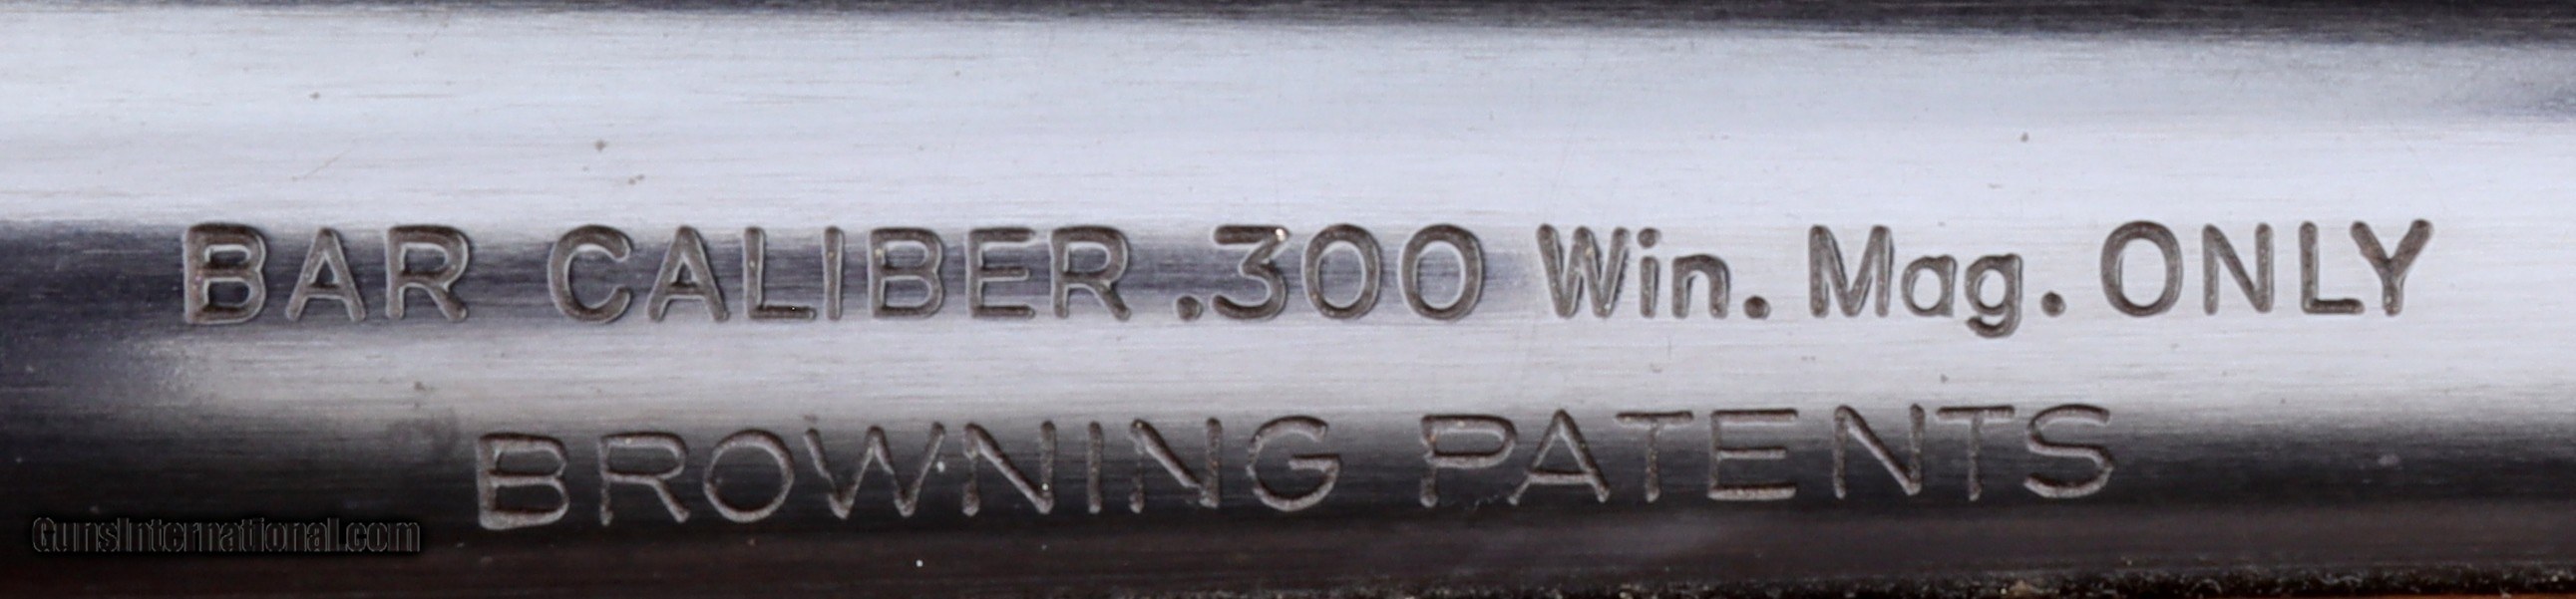 BAR CALIBER .300 Win. Mag. ONLY
BROWNING PATENTS
GunsInternational.com